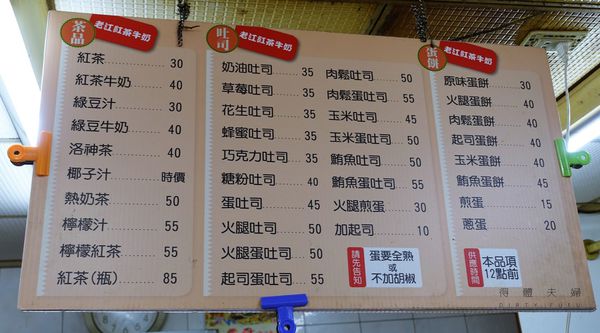 茶品 老江紅茶牛奶
紅茶 30
紅茶牛奶 40
綠豆汁 40
綠豆牛奶 40
洛神茶 40
椰子汁 時價
熱奶茶 50
檸檬汁 55
檸檬紅茶 55
紅茶(瓶) 85
吐司 老江紅茶牛奶
奶油吐司 35
草莓吐司 35
花生吐司 35
蜂蜜吐司 35
巧克力吐司 35
糖粉吐司 40
蛋吐司 45
火腿吐司 50
火腿蛋吐司 50
起司蛋吐司 55
肉鬆吐司 50
肉鬆蛋吐司 55
玉米吐司 45
玉米蛋吐司 50
鮪魚吐司 50
鮪魚蛋吐司 55
火腿煎蛋 30
加起司 10
請先告知
蛋要全熟
或
不加胡椒
蛋餅 老江紅茶牛奶
原味蛋餅 30
火腿蛋餅 40
肉鬆蛋餅 40
起司蛋餅 40
玉米蛋餅 40
鮪魚蛋餅 45
煎蛋 15
蔥蛋 20
供應時間
本品項
12點前
得體夫婦